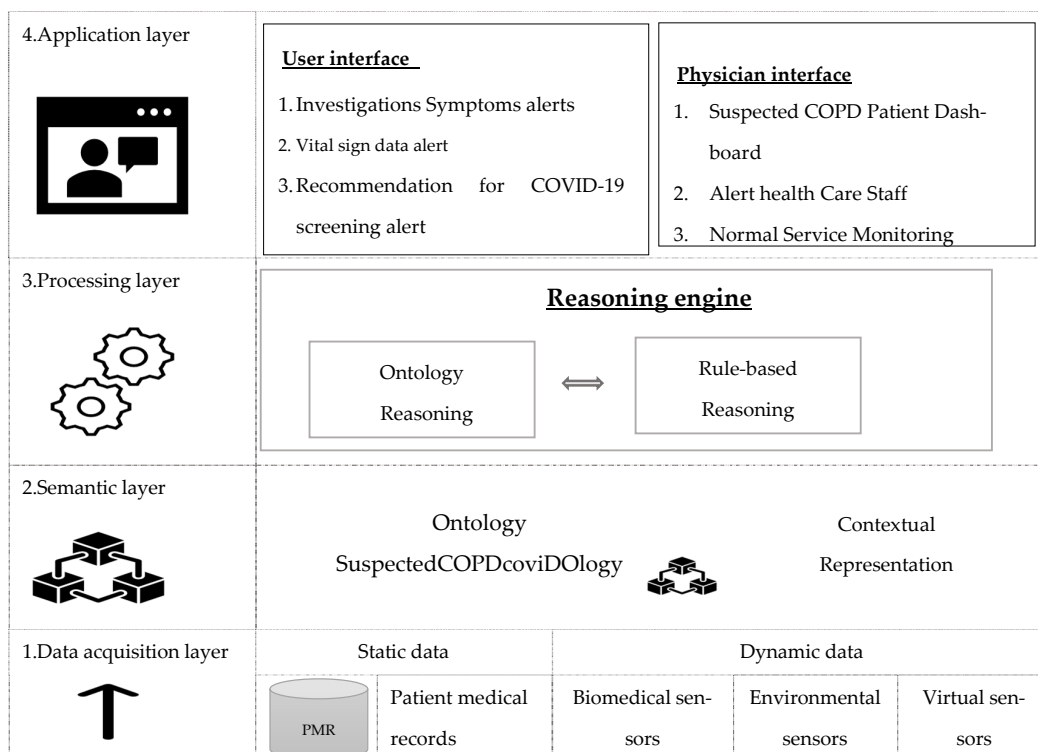 4.Application layer
User interface
1. Investigations Symptoms alerts
2. Vital sign data alert
3. Recommendation for COVID-19
screening alert
Physician interface
1. Suspected COPD Patient Dash-
board
2. Alert health Care Staff
3. Normal Service Monitoring
3.Processing layer
Reasoning engine
Ontology
Reasoning
Rule-based
Reasoning
2.Semantic layer
Ontology
SuspectedCOPDcoviDOlogy
Contextual
Representation
1.Data acquisition layer
Static data
Dynamic data
PMR
Patient medical
records
Biomedical sen-
sors
Environmental
sensors
Virtual sen-
sors